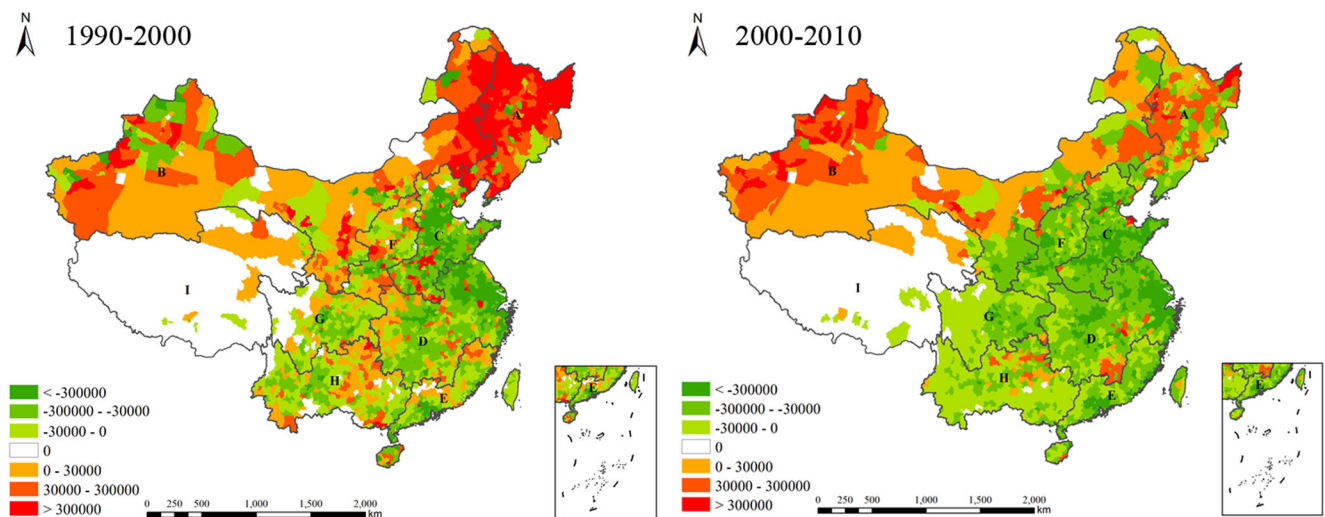 N
1990-2000
A
B
C
F
I
G
D
H
E
< -300000
-300000 - -30000
-30000 - 0
0
0 - 30000
30000 - 300000
> 300000
0 250 500 1,000 1,500 2,000
km
E
N
2000-2010
A
B
C
F
I
G
D
H
E
< -300000
-300000 - -30000
-30000 - 0
0
0 - 30000
30000 - 300000
> 300000
0 250 500 1,000 1,500 2,000
km
E